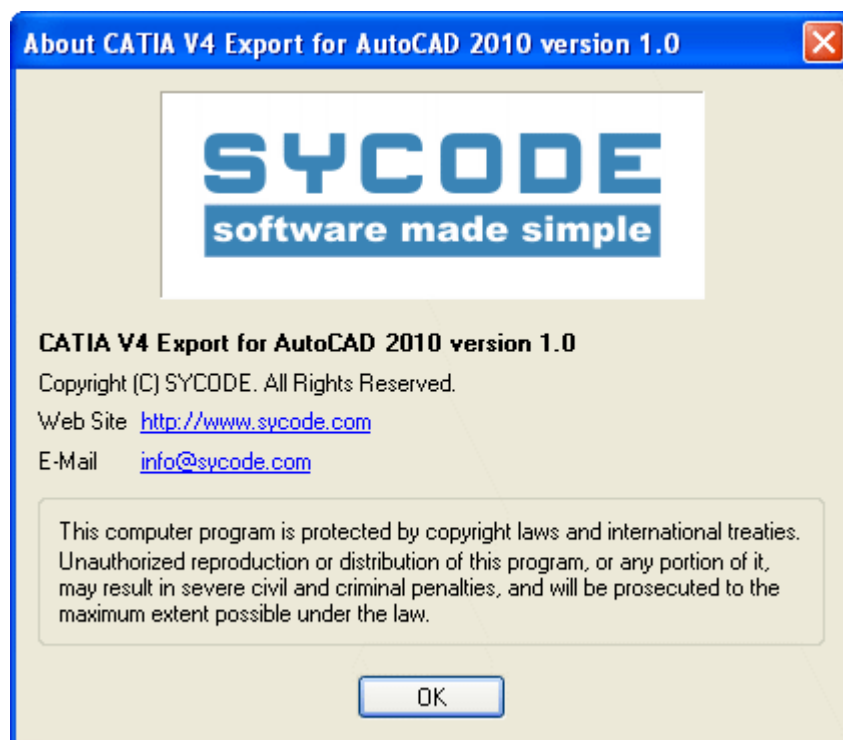 About CATIA V4 Export for AutoCAD 2010 version 1.0
SYCODE
software made simple
CATIA V4 Export for AutoCAD 2010 version 1.0
Copyright (C) SYCODE. All Rights Reserved.
Web Site http://www.sycode.com
E-Mail info@sycode.com
This computer program is protected by copyright laws and international treaties.
Unauthorized reproduction or distribution of this program, or any portion of it,
may result in severe civil and criminal penalties, and will be prosecuted to the
maximum extent possible under the law.
OK